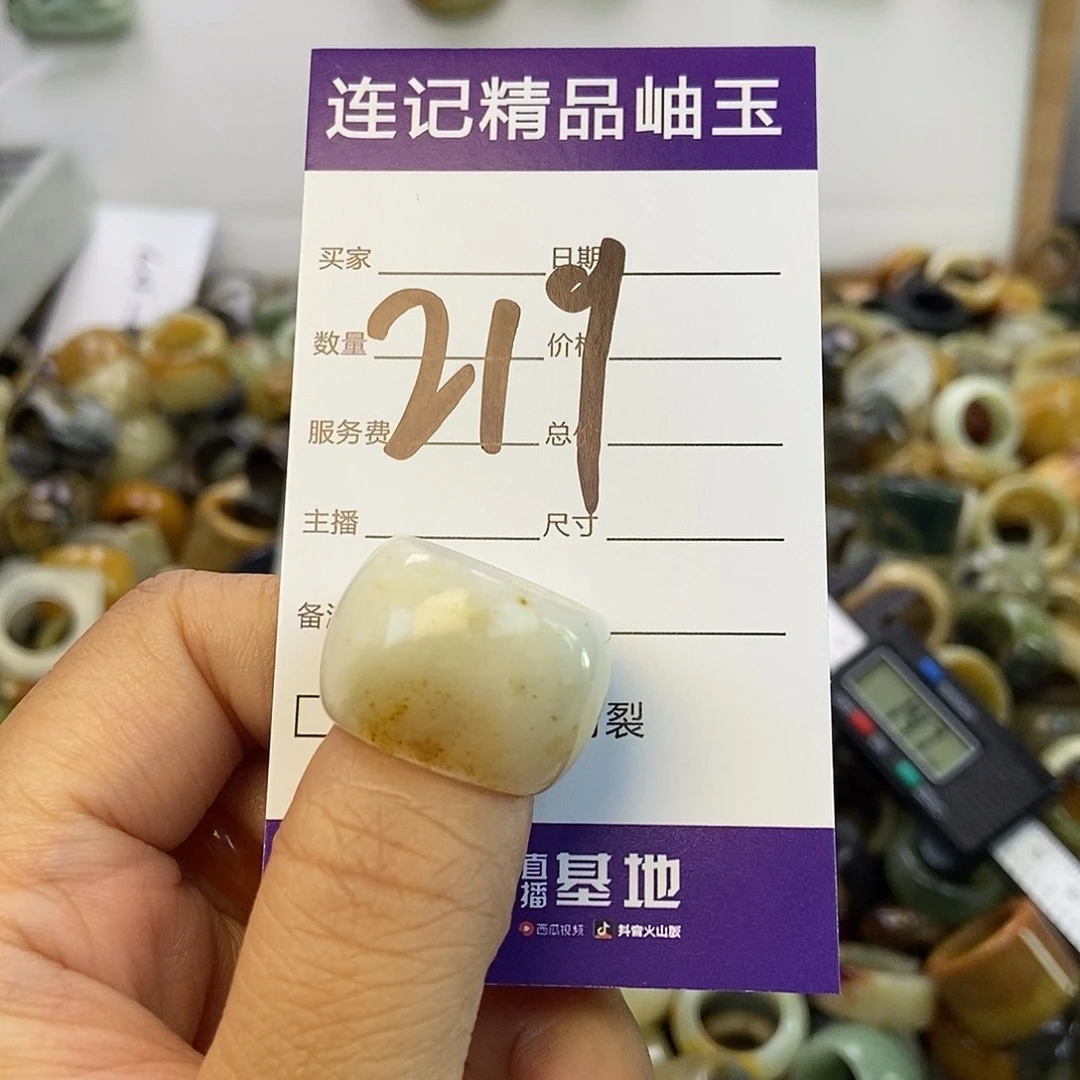 连记精品岫玉
买家 日期
219
数量 价格
服务费 总价
主播 尺寸
备注
裂
直播基地
西瓜视频 抖音火山版